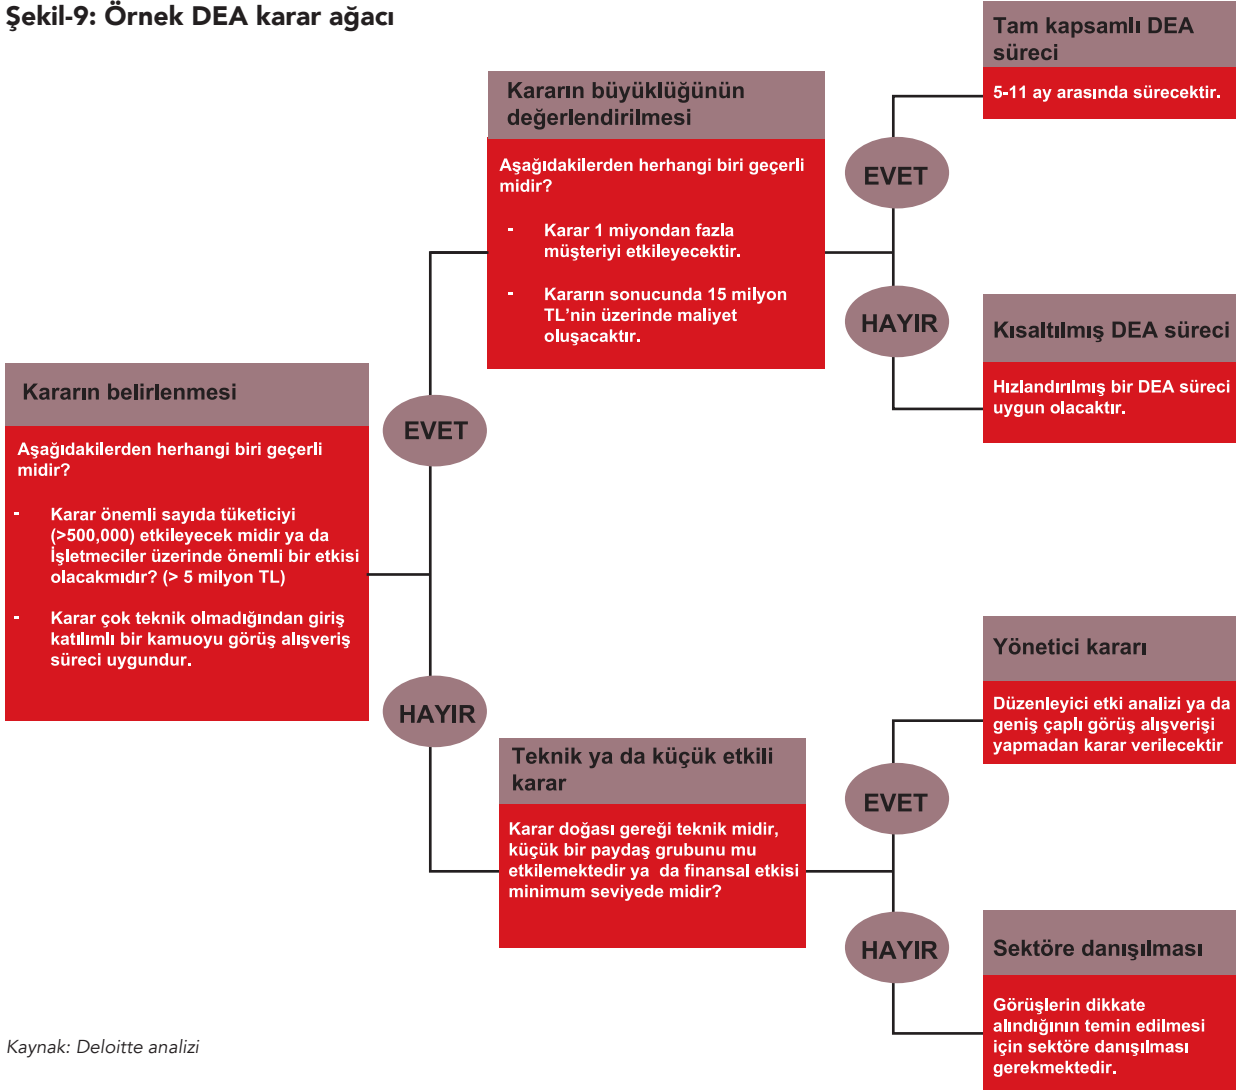 Şekil-9: Örnek DEA karar ağacı
Kararın belirlenmesi
Aşağıdakilerden herhangi biri geçerli
midir?
- Karar önemli sayıda tüketiciyi
(>500,000) etkileyecek midir ya da
İşletmeciler üzerinde önemli bir etkisi
olacakmıdır? (> 5 milyon TL)
- Karar çok teknik olmadığından giriş
katılımlı bir kamuoyu görüş alışveriş
süreci uygundur.
EVET
HAYIR
Kararın büyüklüğünün
değerlendirilmesi
Aşağıdakilerden herhangi biri geçerli
midir?
- Karar 1 miyondan fazla
müşteriyi etkileyecektir.
- Kararın sonucunda 15 milyon
TL'nin üzerinde maliyet
oluşacaktır.
EVET
HAYIR
Tam kapsamlı DEA
süreci
5-11 ay arasında sürecektir.
Kısaltılmış DEA süreci
Hızlandırılmış bir DEA süreci
uygun olacaktır.
Teknik ya da küçük etkili
karar
Karar doğası gereği teknik midir,
küçük bir paydaş grubunu mu
etkilemektedir ya da finansal etkisi
minimum seviyede midir?
EVET
HAYIR
Yönetici kararı
Düzenleyici etki analizi ya da
geniş çaplı görüş alışverişi
yapmadan karar verilecektir
Sektöre danışılması
Görüşlerin dikkate
alındığının temin edilmesi
için sektöre danışılması
gerekmektedir.
Kaynak: Deloitte analizi